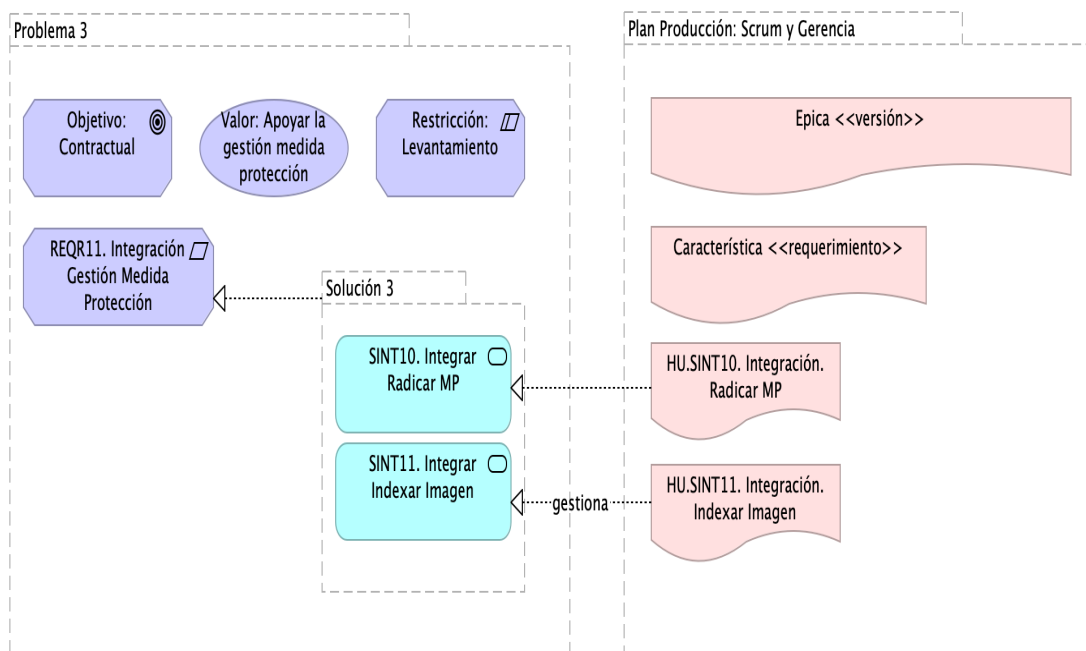 Problema 3
Objetivo:
Contractual
Valor: Apoyar la
gestión medida
protección
Restricción:
Levantamiento
REQR11. Integración
Gestión Medida
Protección
Solución 3
SINT10. Integrar
Radicar MP
SINT11. Integrar
Indexar Imagen
gestiona
Plan Producción: Scrum y Gerencia
Epica <<versión>>
Característica <<requerimiento>>
HU.SINT10. Integración.
Radicar MP
HU.SINT11. Integración.
Indexar Imagen